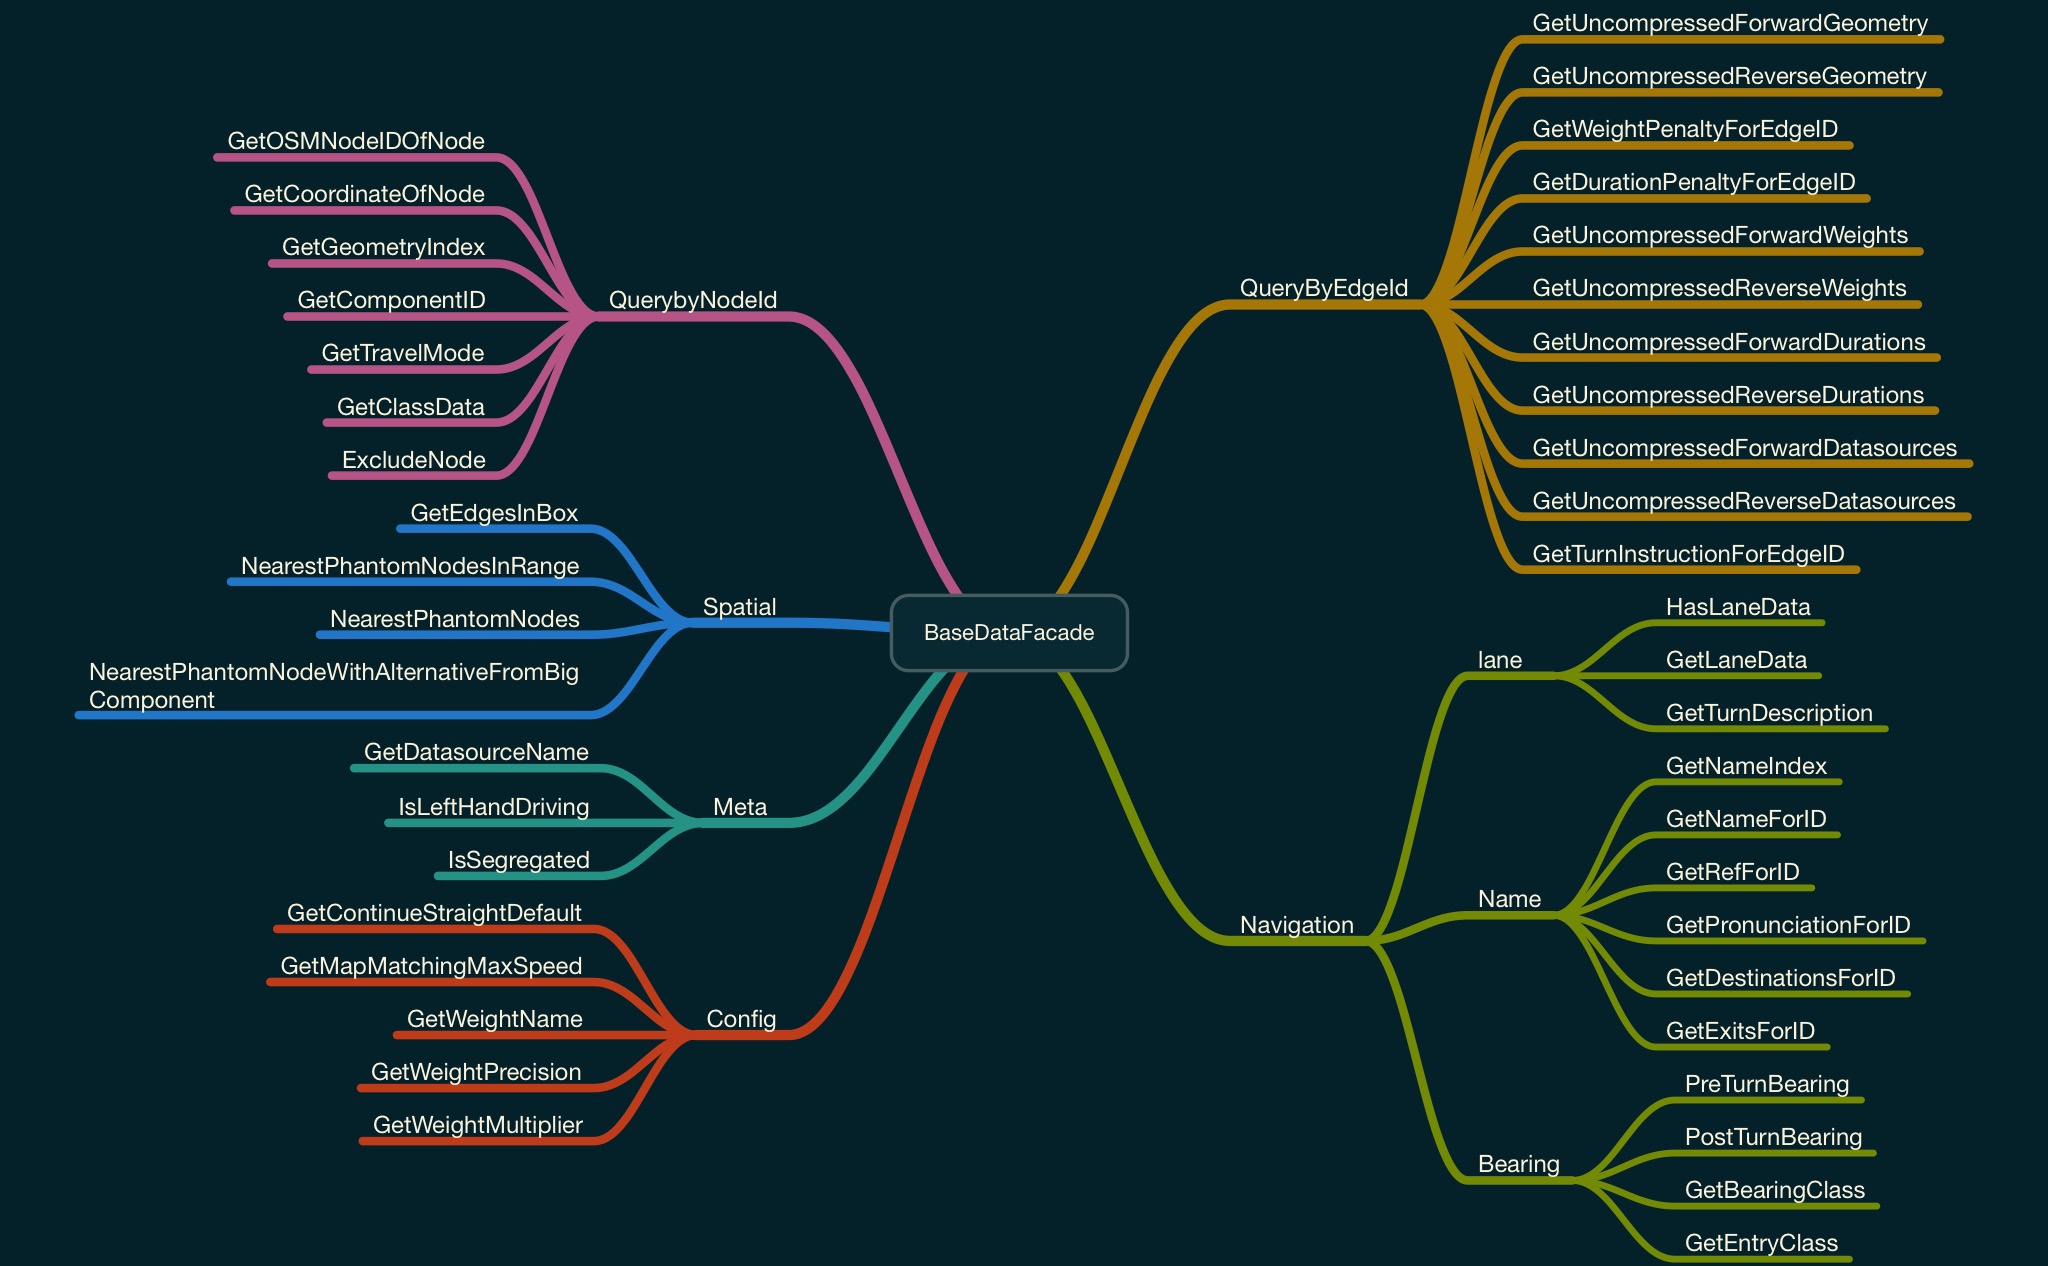 GetOSMNodeIDOfNode
GetCoordinateOfNode
GetGeometryIndex
GetComponentID
GetTravelMode
GetClassData
ExcludeNode
QuerybyNodeId
GetEdgesInBox
NearestPhantomNodesInRange
NearestPhantomNodes
NearestPhantomNodeWithAlternativeFromBig
Component
Spatial
GetDatasourceName
IsLeftHandDriving
IsSegregated
Meta
GetContinueStraightDefault
GetMapMatchingMaxSpeed
GetWeightName
GetWeightPrecision
GetWeightMultiplier
Config
BaseDataFacade
QueryByEdgeId
GetUncompressedForwardGeometry
GetUncompressedReverseGeometry
GetWeightPenaltyForEdgeID
GetDurationPenaltyForEdgeID
GetUncompressedForwardWeights
GetUncompressedReverseWeights
GetUncompressedForwardDurations
GetUncompressedReverseDurations
GetUncompressedForwardDatasources
GetUncompressedReverseDatasources
GetTurnInstructionForEdgeID
Navigation
lane
HasLaneData
GetLaneData
GetTurnDescription
Name
GetNameIndex
GetNameForID
GetRefForID
GetPronunciationForID
GetDestinationsForID
GetExitsForID
Bearing
PreTurnBearing
PostTurnBearing
GetBearingClass
GetEntryClass